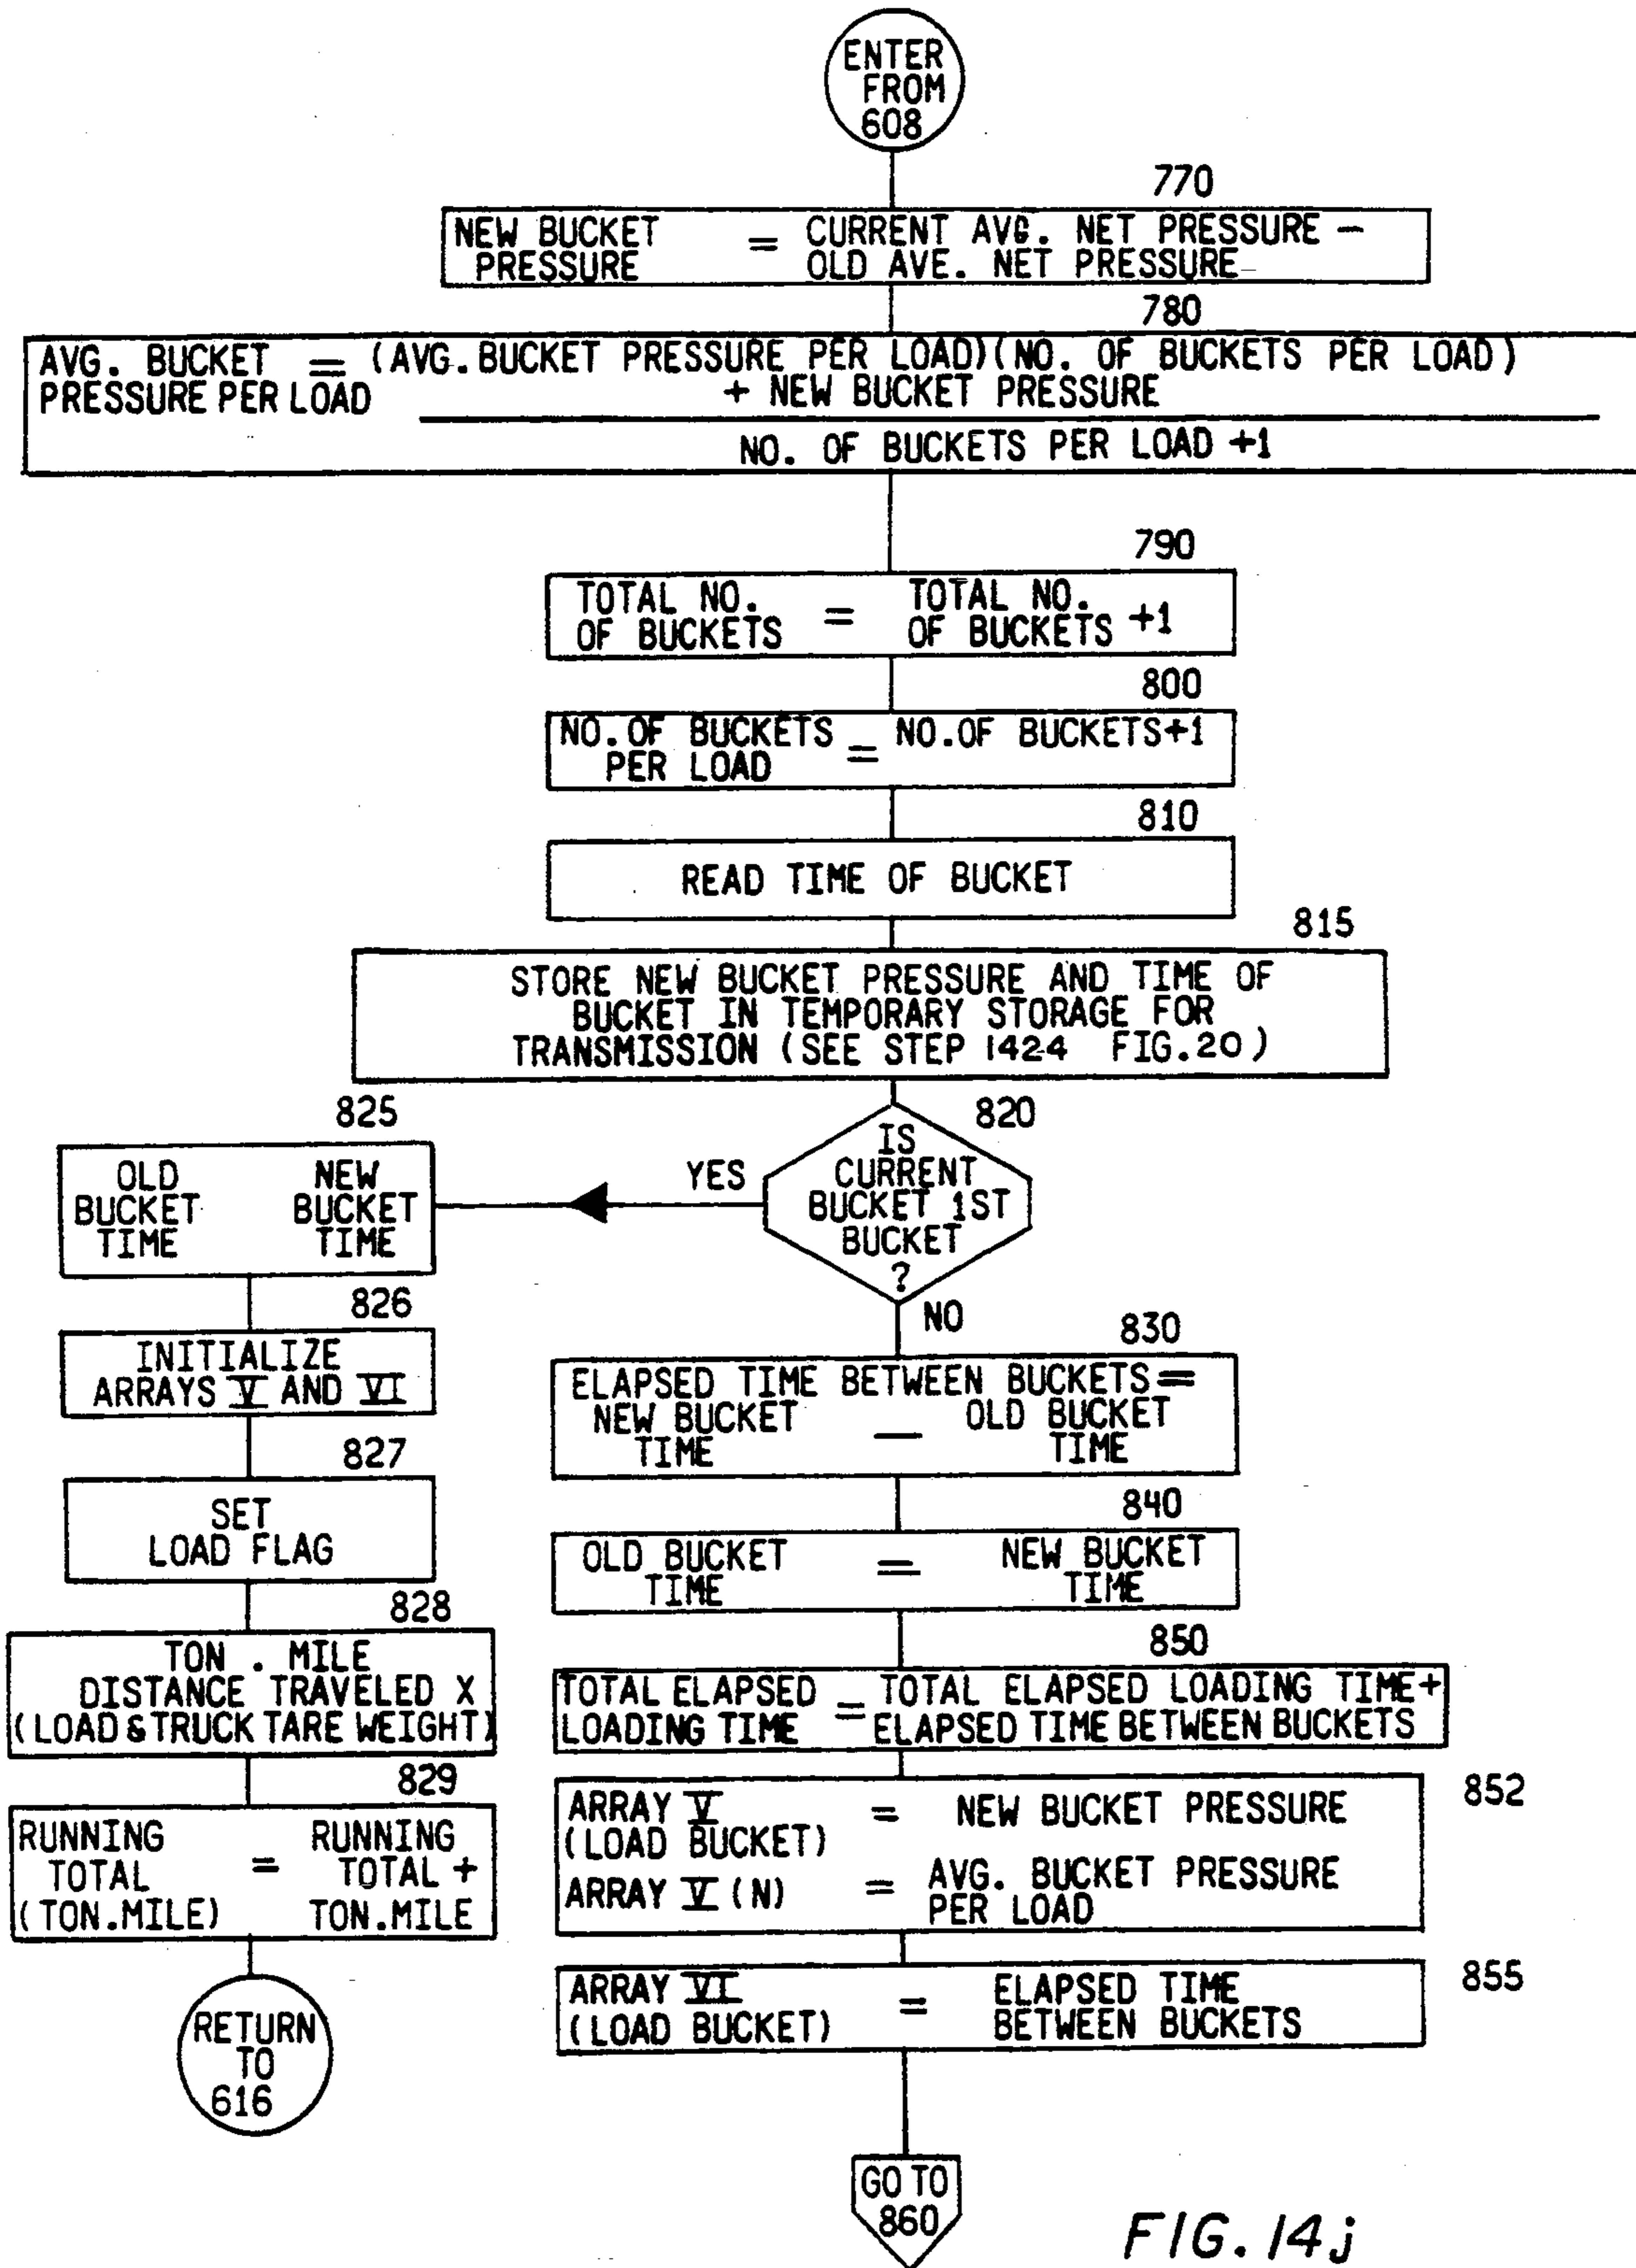 ENTER
FROM
608
770
NEW BUCKET = CURRENT AVG. NET PRESSURE –
PRESSURE OLD AVE. NET PRESSURE
780
AVG. BUCKET = (AVG. BUCKET PRESSURE PER LOAD)(NO. OF BUCKETS PER LOAD)
PRESSURE PER LOAD + NEW BUCKET PRESSURE
NO. OF BUCKETS PER LOAD +1
790
TOTAL NO. = TOTAL NO. +1
OF BUCKETS OF BUCKETS
800
NO. OF BUCKETS = NO. OF BUCKETS+1
PER LOAD
810
READ TIME OF BUCKET
815
STORE NEW BUCKET PRESSURE AND TIME OF
BUCKET IN TEMPORARY STORAGE FOR
TRANSMISSION (SEE STEP 1424 FIG.20)
820
IS
CURRENT
BUCKET 1ST
BUCKET
?
YES
825
OLD NEW
BUCKET BUCKET
TIME TIME
826
INITIALIZE
ARRAYS V AND VI
827
SET
LOAD FLAG
828
TON . MILE
DISTANCE TRAVELED X
(LOAD & TRUCK TARE WEIGHT)
829
RUNNING RUNNING
TOTAL = TOTAL +
(TON.MILE) TON.MILE
RETURN
TO
616
NO
830
ELAPSED TIME BETWEEN BUCKETS =
NEW BUCKET – OLD BUCKET
TIME TIME
840
OLD BUCKET = NEW BUCKET
TIME TIME
850
TOTAL ELAPSED = TOTAL ELAPSED LOADING TIME +
LOADING TIME ELAPSED TIME BETWEEN BUCKETS
852
ARRAY V = NEW BUCKET PRESSURE
(LOAD BUCKET)
ARRAY V (N) = AVG. BUCKET PRESSURE
PER LOAD
855
ARRAY VI = ELAPSED TIME
(LOAD BUCKET) BETWEEN BUCKETS
GO TO
860
FIG. 14j